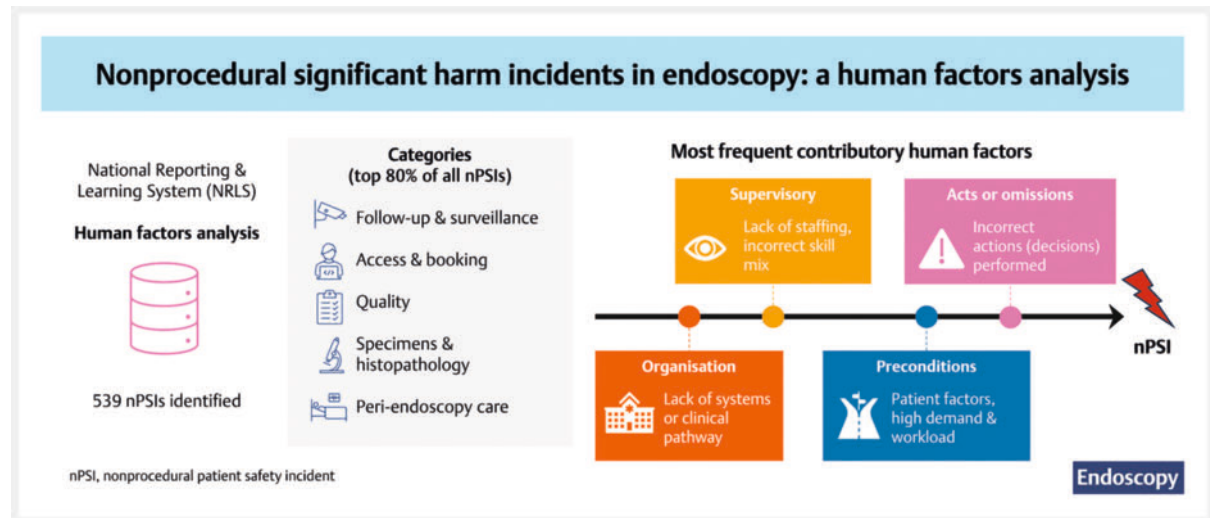 Nonprocedural significant harm incidents in endoscopy: a human factors analysis
National Reporting &
Learning System (NRLS)
Human factors analysis
539 nPSIs identified
Categories
(top 80% of all nPSIs)
Follow-up & surveillance
Access & booking
Quality
Specimens &
histopathology
Peri-endoscopy care
Most frequent contributory human factors
Supervisory
Lack of staffing,
incorrect skill
mix
Acts or omissions
Incorrect
actions (decisions)
performed
nPSI
Organisation
Lack of systems
or clinical
pathway
Preconditions
Patient factors,
high demand &
workload
nPSI, nonprocedural patient safety incident
Endoscopy